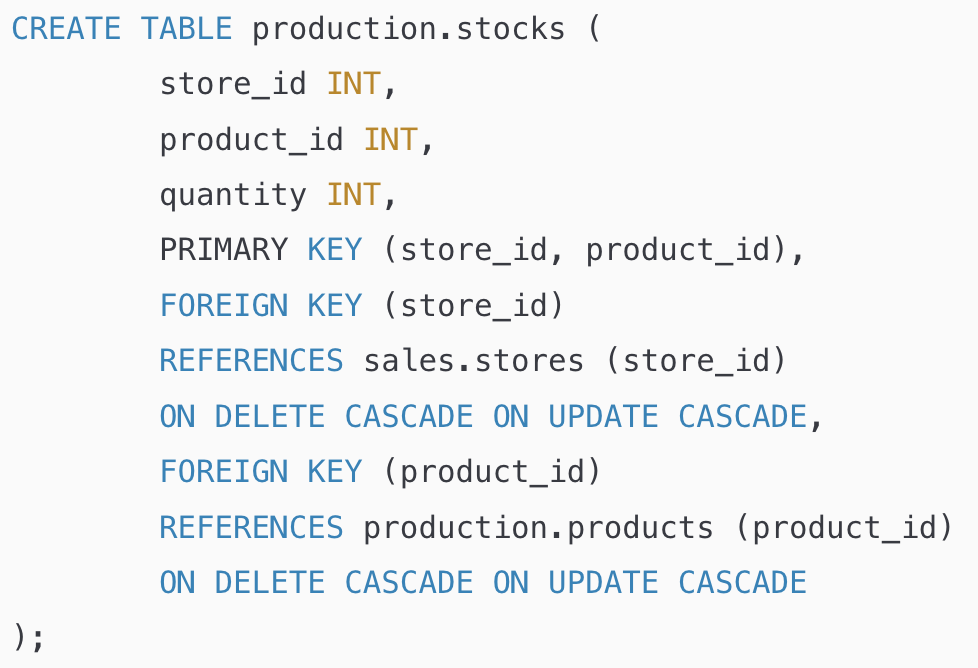 CREATE TABLE production.stocks (
store_id INT,
product_id INT,
quantity INT,
PRIMARY KEY (store_id, product_id),
FOREIGN KEY (store_id)
REFERENCES sales.stores (store_id)
ON DELETE CASCADE ON UPDATE CASCADE,
FOREIGN KEY (product_id)
REFERENCES production.products (product_id)
ON DELETE CASCADE ON UPDATE CASCADE
);